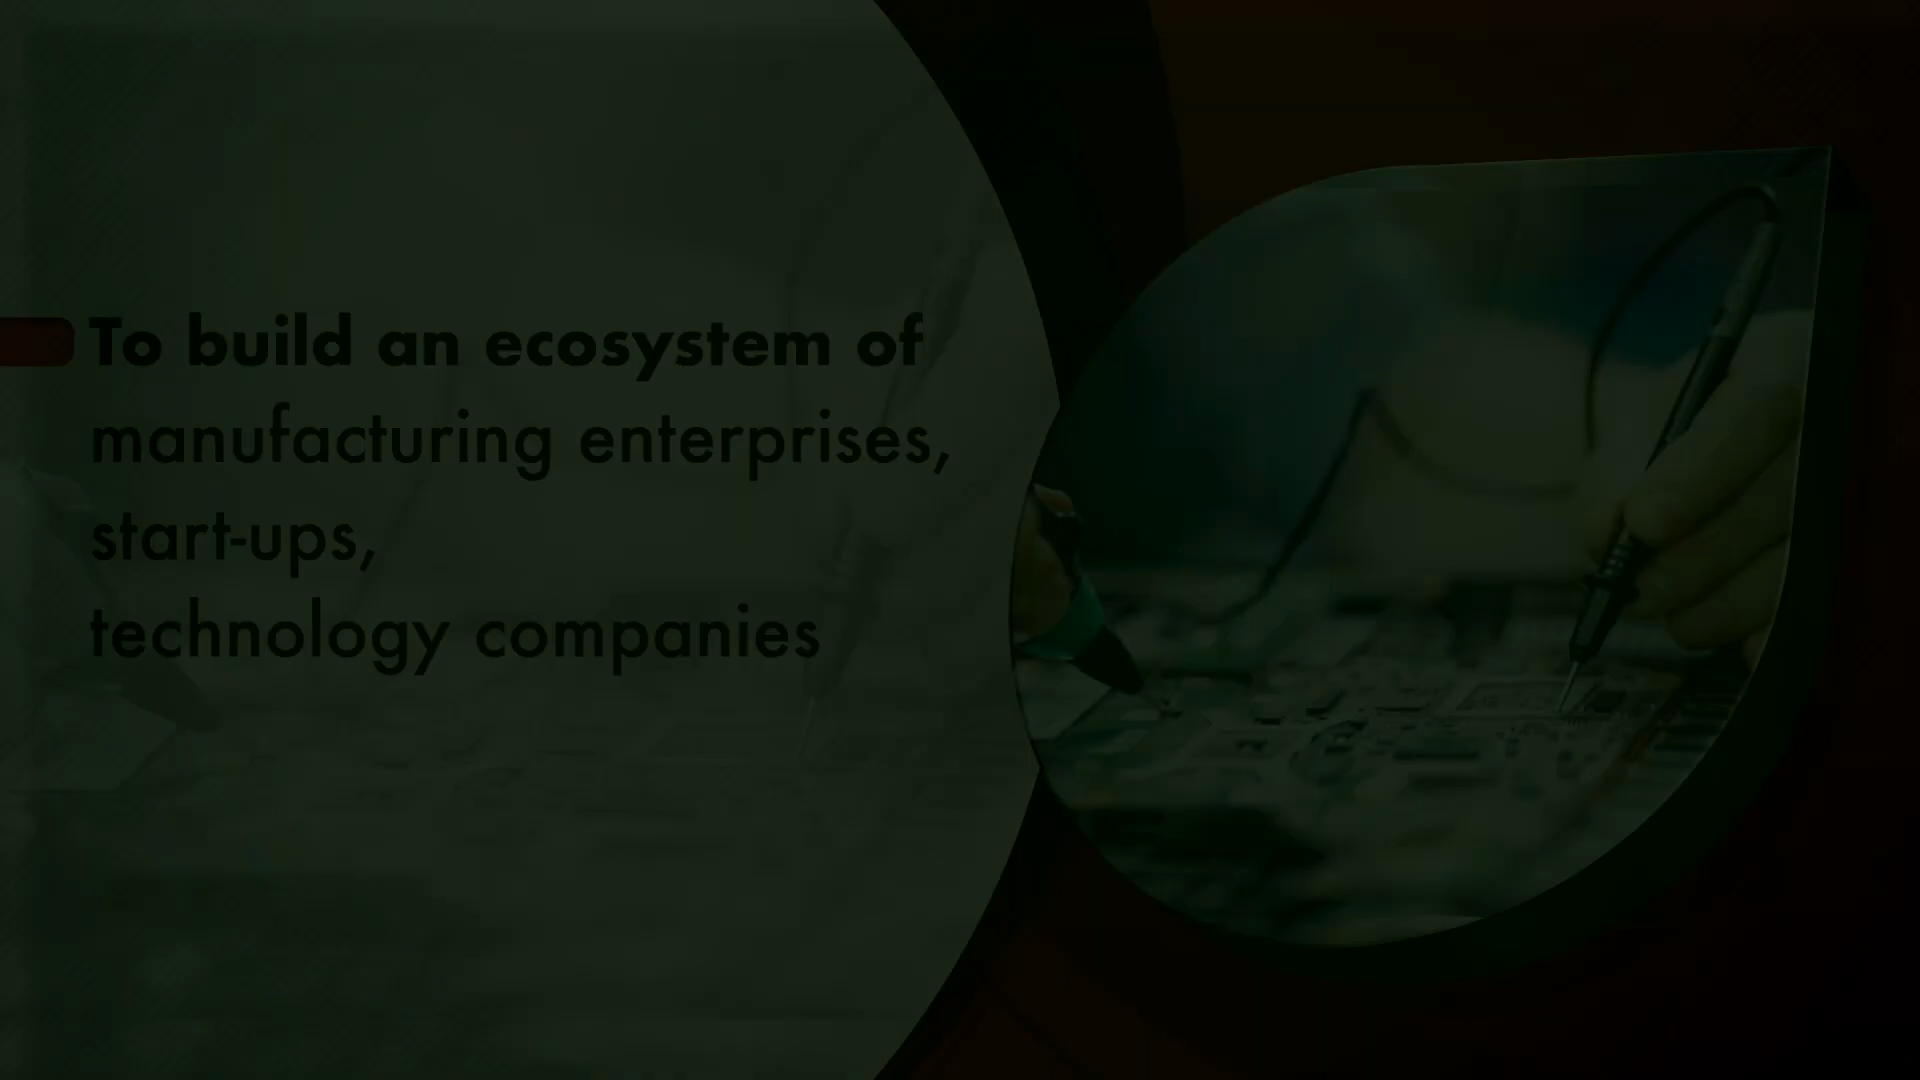 To build an ecosystem of
manufacturing enterprises,
start-ups,
technology companies